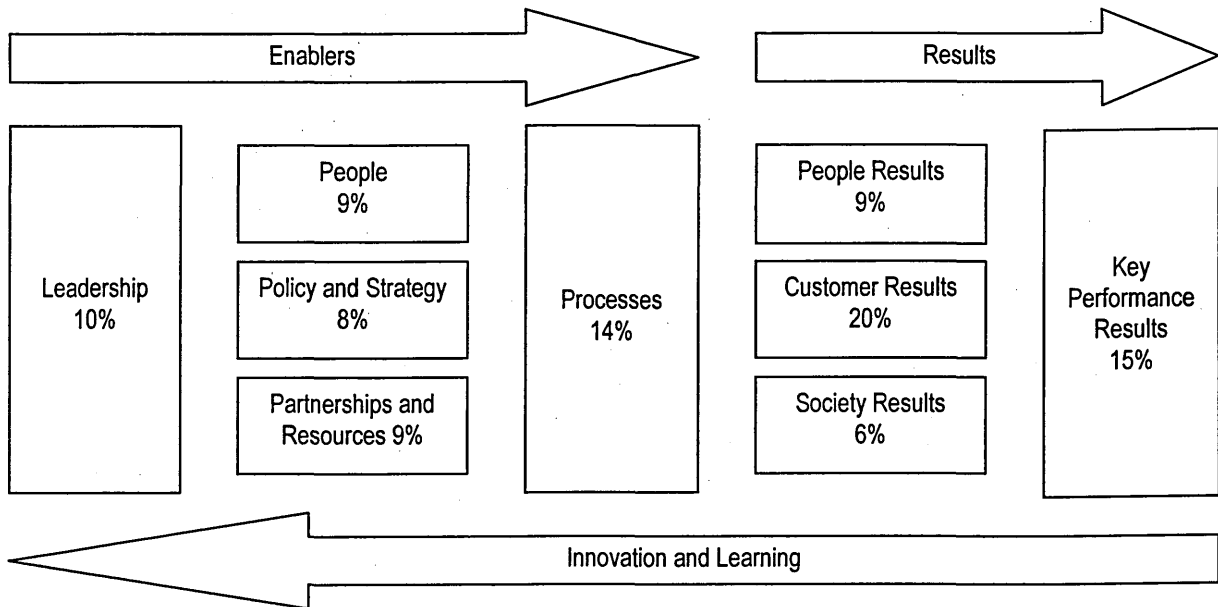 Enablers
Results
Leadership
10%
People
9%
Policy and Strategy
8%
Partnerships and
Resources 9%
Processes
14%
People Results
9%
Customer Results
20%
Society Results
6%
Key
Performance
Results
15%
Innovation and Learning